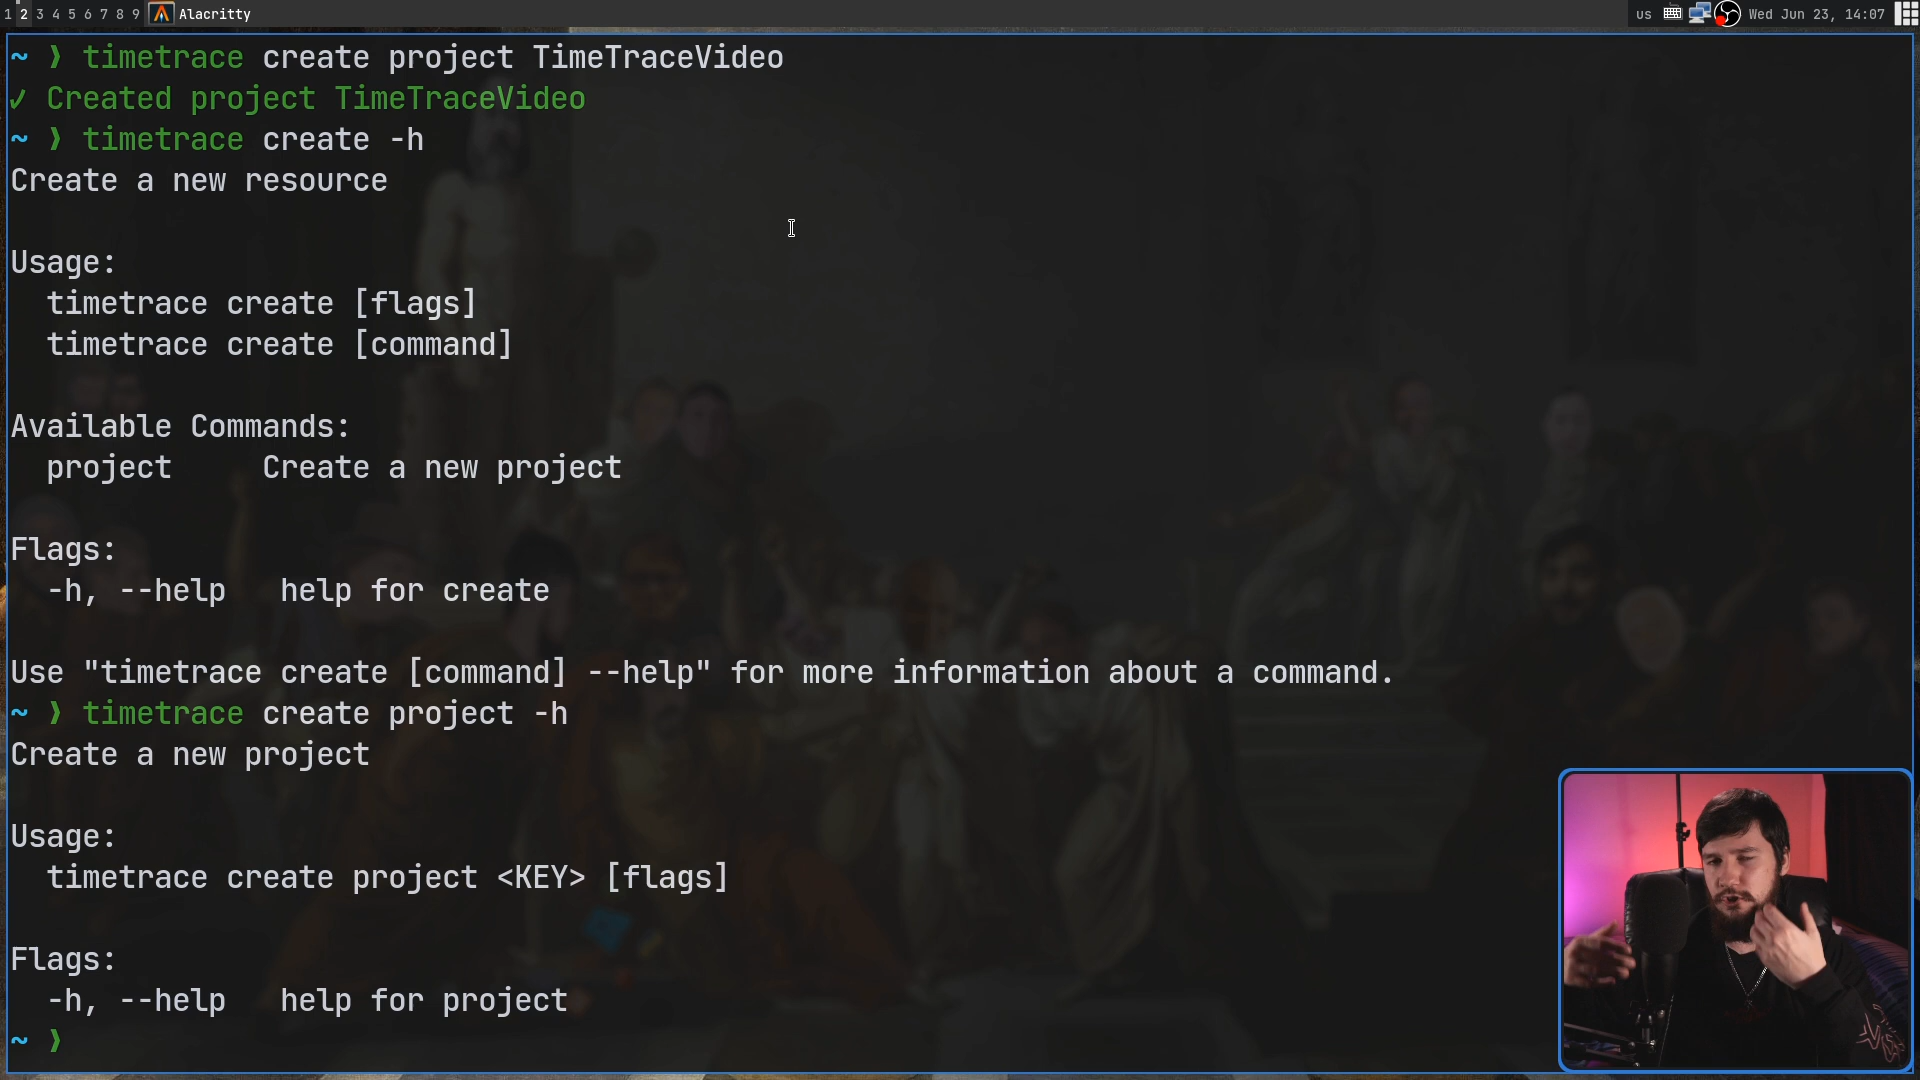 1 2 3 4 5 6 7 8 9 Alacritty us Wed Jun 23, 14:07
~ ❯ timetrace create project TimeTraceVideo
✓ Created project TimeTraceVideo
~ ❯ timetrace create -h
Create a new resource
Usage:
timetrace create [flags]
timetrace create [command]
Available Commands:
project Create a new project
Flags:
-h, --help help for create
Use "timetrace create [command] --help" for more information about a command.
~ ❯ timetrace create project -h
Create a new project
Usage:
timetrace create project <KEY> [flags]
Flags:
-h, --help help for project
~ ❯